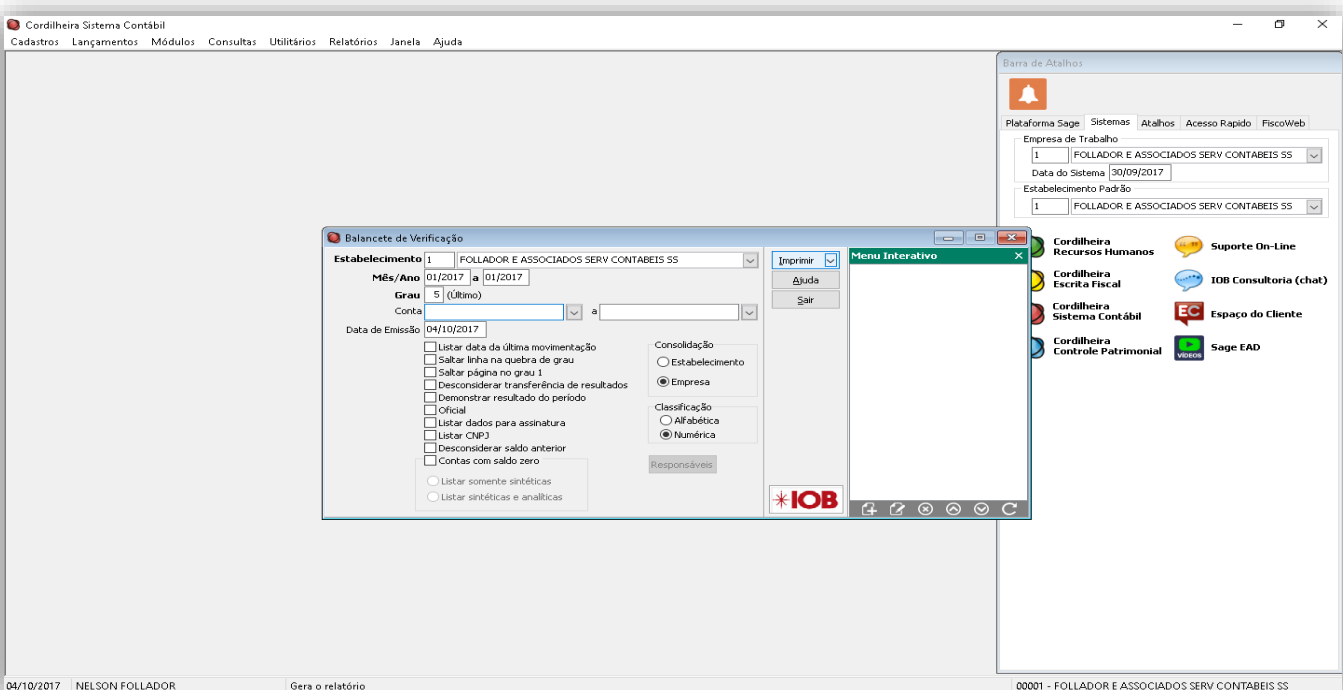 Cordilheira Sistema Contábil
Cadastros Lançamentos Módulos Consultas Utilitários Relatórios Janela Ajuda
Barra de Atalhos
Plataforma Sage Sistemas Atalhos Acesso Rapido FiscoWeb
Empresa de Trabalho
1 FOLLADOR E ASSOCIADOS SERV CONTABEIS SS
Data do Sistema 30/09/2017
Estabelecimento Padrão
1 FOLLADOR E ASSOCIADOS SERV CONTABEIS SS
Cordilheira
Recursos Humanos
Suporte On-Line
Cordilheira
Escrita Fiscal
IOB Consultoria (chat)
Cordilheira
Sistema Contábil
EC Espaço do Cliente
Cordilheira
Controle Patrimonial
VÍDEOS Sage EAD
Balancete de Verificação
Estabelecimento 1 FOLLADOR E ASSOCIADOS SERV CONTABEIS SS
Mês/Ano 01/2017 a 01/2017
Grau 5 (Último)
Conta a
Data de Emissão 04/10/2017
Listar data da última movimentação
Saltar linha na quebra de grau
Saltar página no grau 1
Desconsiderar transferência de resultados
Demonstrar resultado do período
Oficial
Listar dados para assinatura
Listar CNPJ
Desconsiderar saldo anterior
Contas com saldo zero
Listar somente sintéticas
Listar sintéticas e analíticas
Consolidação
Estabelecimento
Empresa
Classificação
Alfabética
Numérica
Responsáveis
Imprimir
Ajuda
Sair
IOB
Menu Interativo
04/10/2017 NELSON FOLLADOR Gera o relatório 00001 - FOLLADOR E ASSOCIADOS SERV CONTABEIS SS